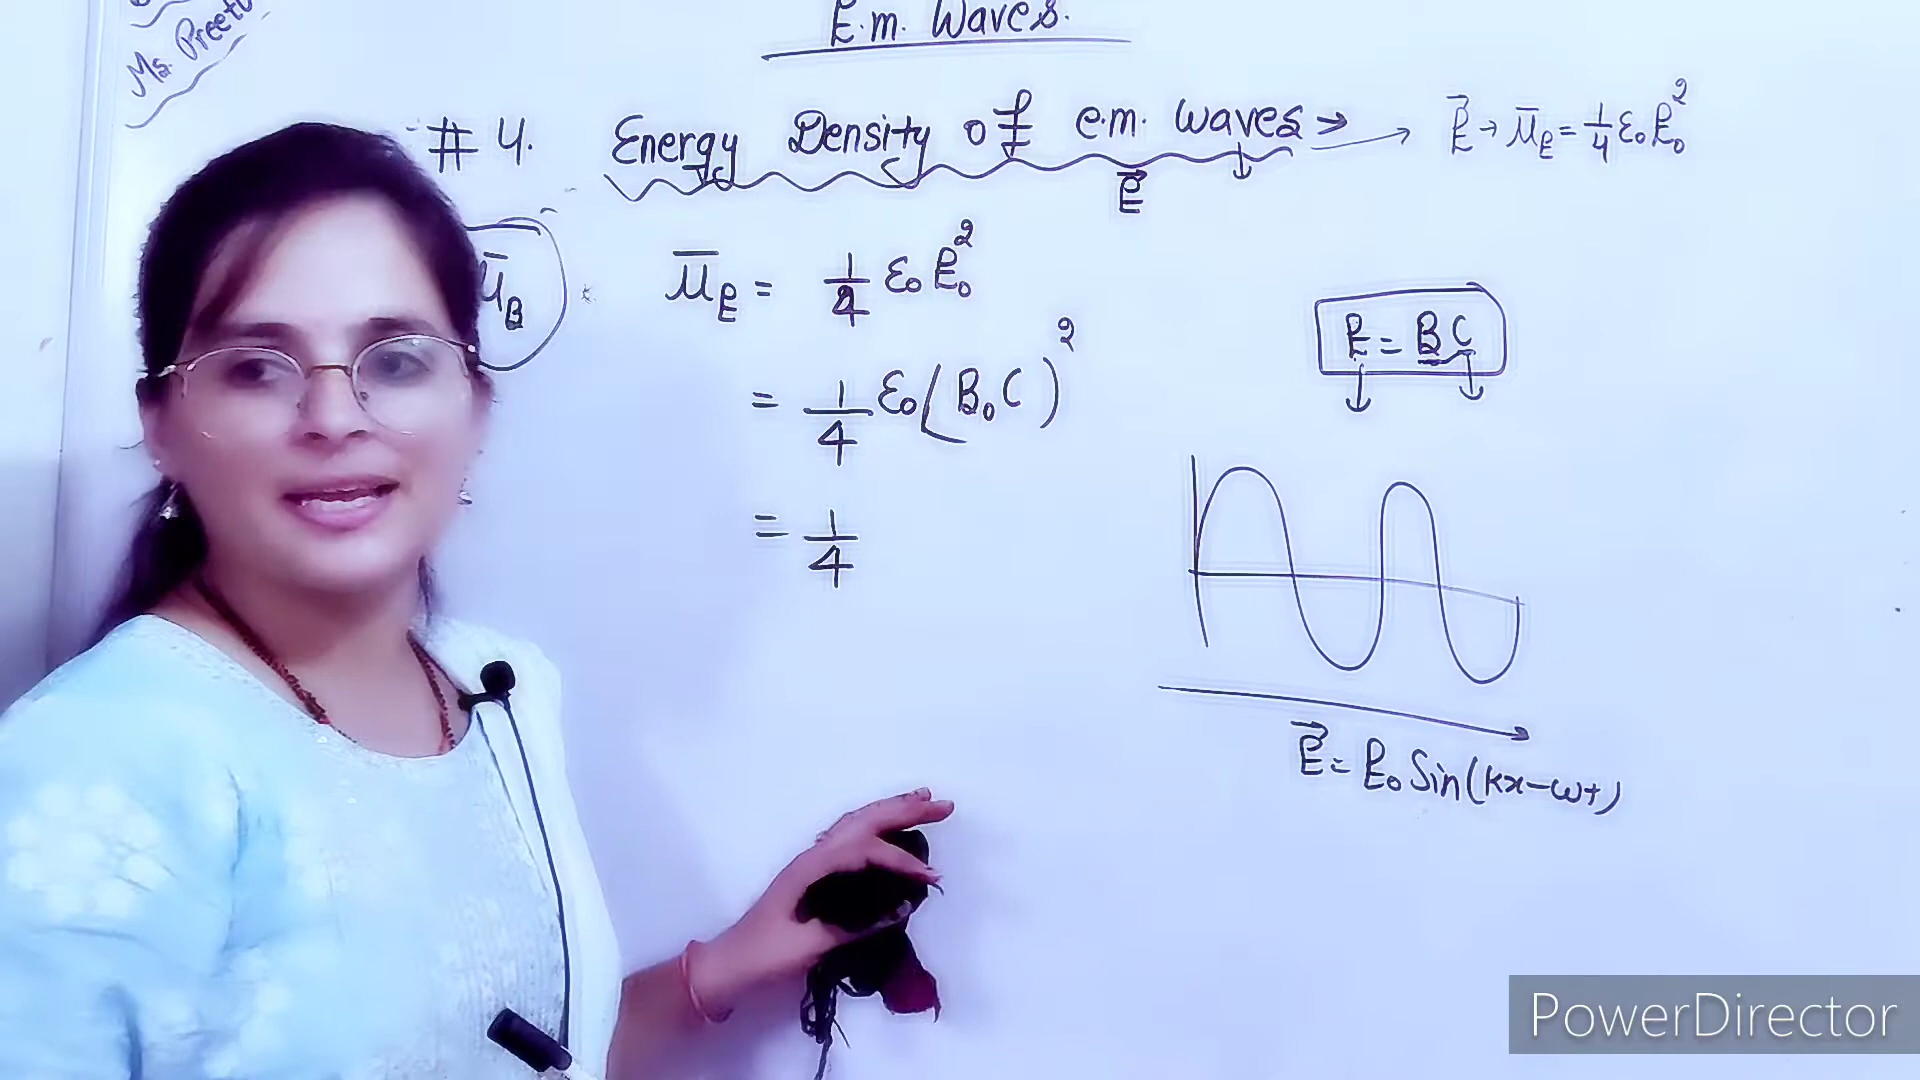 Ms. Preeti
E.m. Waves.
# 4. Energy Density of e.m. waves →
E⃗
E⃗ → ū_E = 1/4 ε₀E₀²
ū_B
ū_E = 1/4 ε₀E₀²
= 1/4 ε₀(B₀C)²
= 1/4
E = BC
E⃗ = E₀ Sin(kx-ωt)
PowerDirector